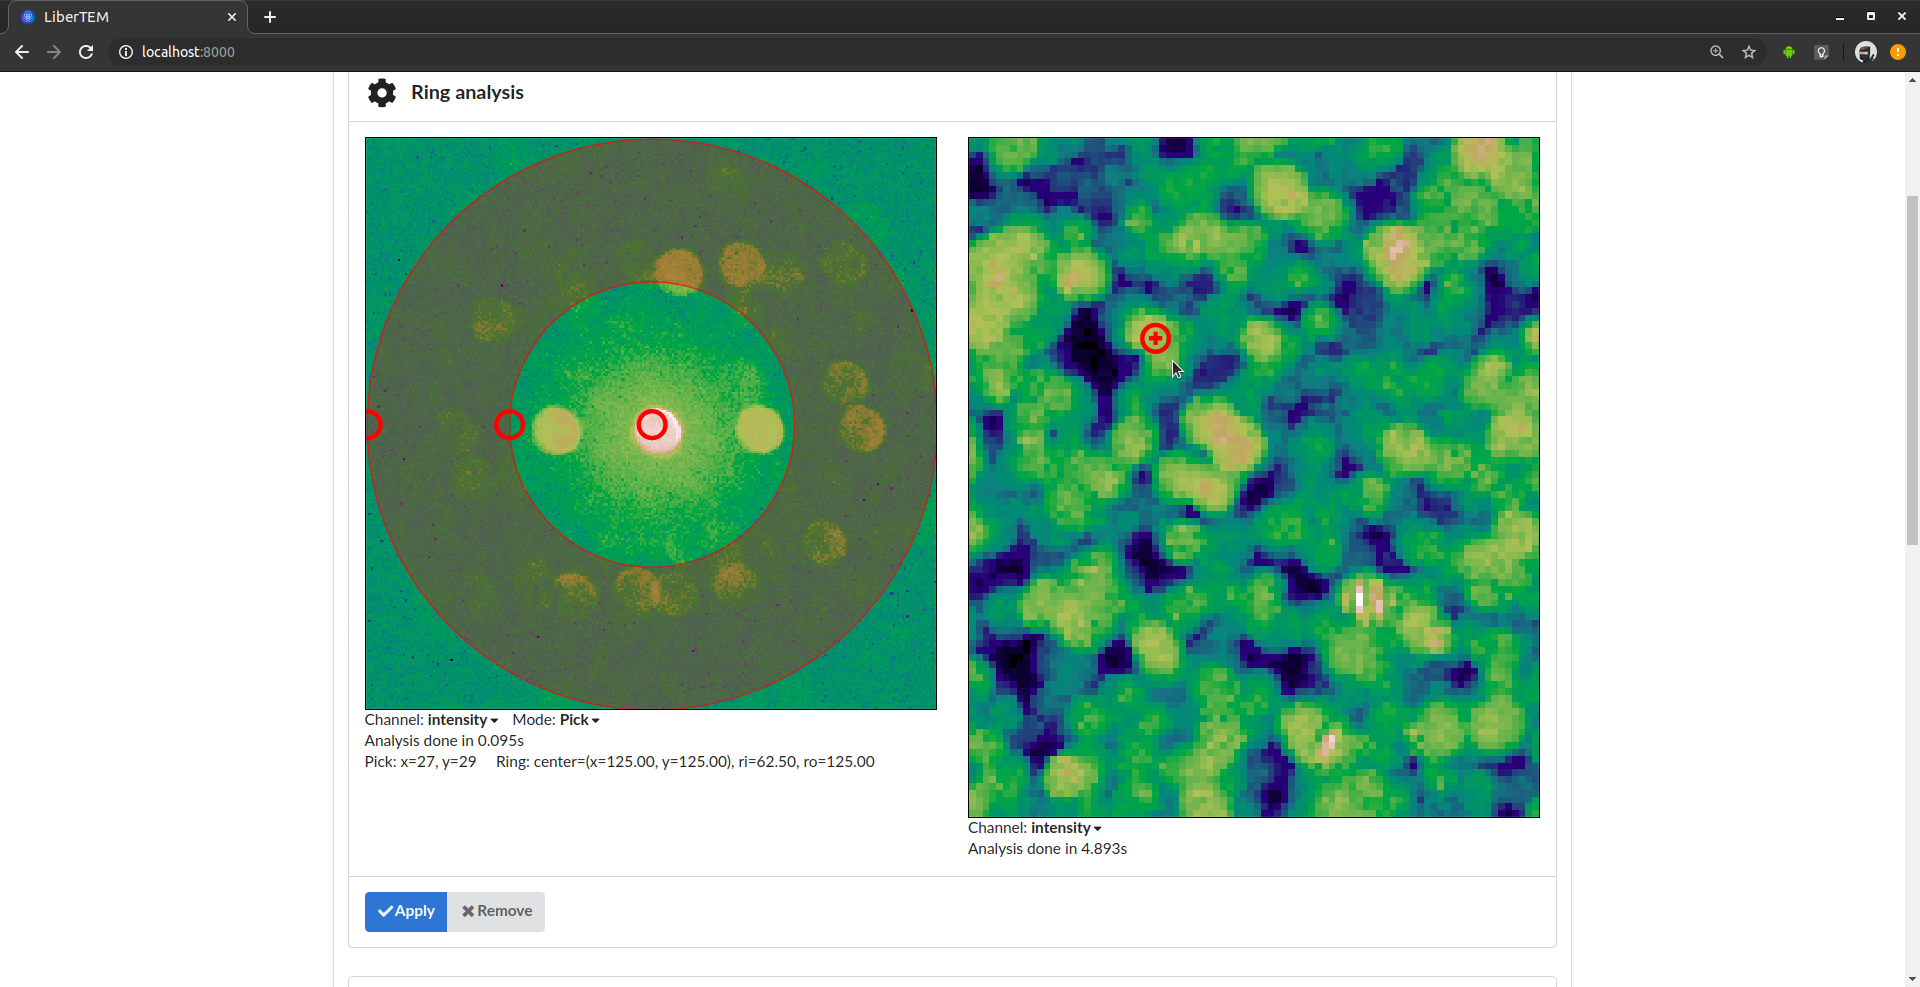 LiberTEM
localhost:8000
Ring analysis
Channel: intensity Mode: Pick
Analysis done in 0.095s
Pick: x=27, y=29 Ring: center=(x=125.00, y=125.00), ri=62.50, ro=125.00
Channel: intensity
Analysis done in 4.893s
Apply Remove